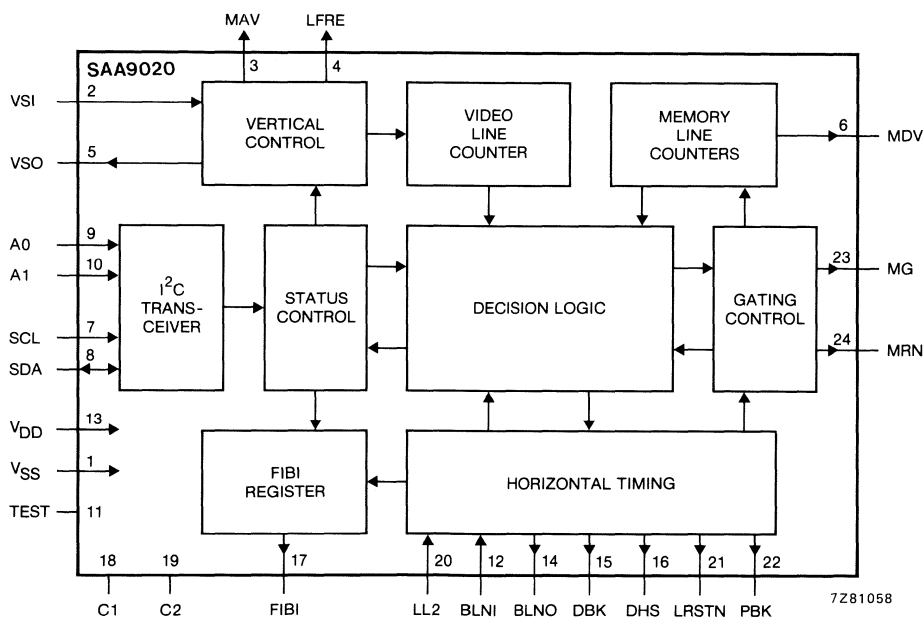 MAV LFRE
SAA9020
3 4
VSI 2
VERTICAL
CONTROL
VIDEO
LINE
COUNTER
MEMORY
LINE
COUNTERS
6 MDV
VSO 5
A0 9
A1 10
I²C
TRANS-
CEIVER
STATUS
CONTROL
DECISION LOGIC
GATING
CONTROL
23 MG
24 MRN
SCL 7
SDA 8
VDD 13
VSS 1
TEST 11
FIBI
REGISTER
HORIZONTAL TIMING
18 19 17 20 12 14 15 16 21 22
C1 C2 FIBI LL2 BLNI BLNO DBK DHS LRSTN PBK
7Z81058